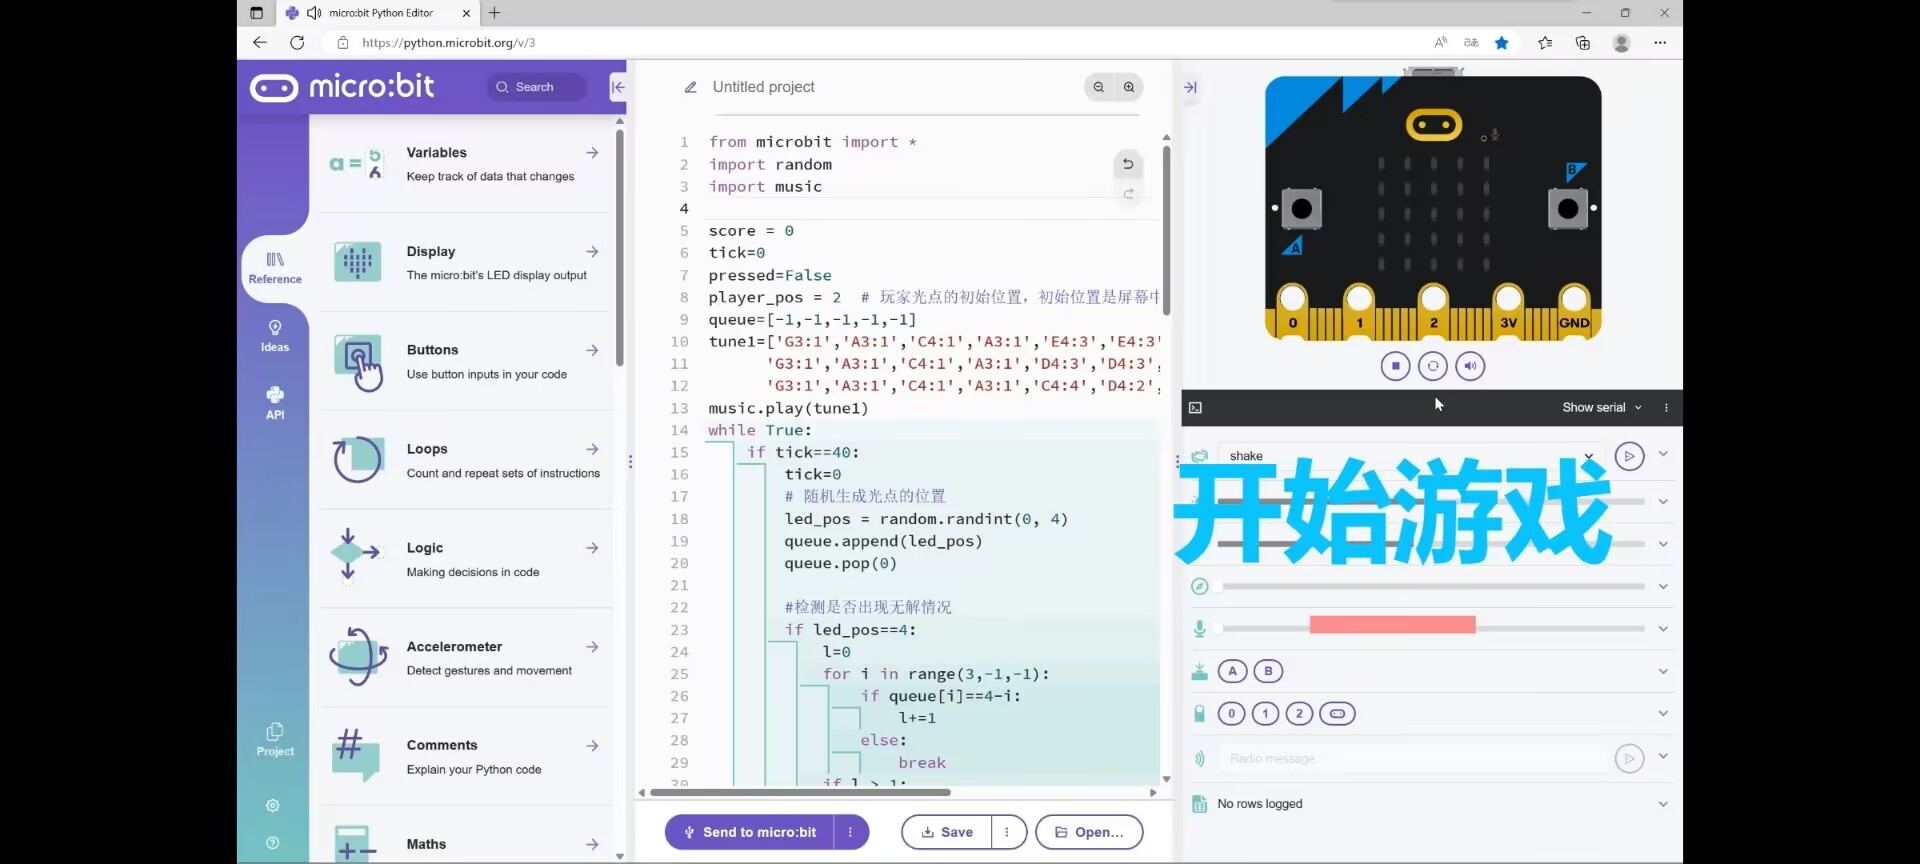 micro:bit Python Editor
https://python.microbit.org/v/3
micro:bit
Search
Untitled project
Reference
Ideas
API
Project
Variables
Keep track of data that changes
Display
The micro:bit's LED display output
Buttons
Use button inputs in your code
Loops
Count and repeat sets of instructions
Logic
Making decisions in code
Accelerometer
Detect gestures and movement
Comments
Explain your Python code
Maths
1 from microbit import *
2 import random
3 import music
4
5 score = 0
6 tick=0
7 pressed=False
8 player_pos = 2 # 玩家光点的初始位置，初始位置是屏幕中
9 queue=[-1,-1,-1,-1,-1]
10 tune1=['G3:1','A3:1','C4:1','A3:1','E4:3','E4:3'
11 'G3:1','A3:1','C4:1','A3:1','D4:3','D4:3',
12 'G3:1','A3:1','C4:1','A3:1','C4:4','D4:2',
13 music.play(tune1)
14 while True:
15 if tick==40:
16 tick=0
17 # 随机生成光点的位置
18 led_pos = random.randint(0, 4)
19 queue.append(led_pos)
20 queue.pop(0)
21
22 #检测是否出现无解情况
23 if led_pos==4:
24 l=0
25 for i in range(3,-1,-1):
26 if queue[i]==4-i:
27 l+=1
28 else:
29 break
30 if l > 1:
Send to micro:bit
Save
Open...
A
B
0 1 2 3V GND
Show serial
shake
开始游戏
A B
0 1 2
Radio message
No rows logged